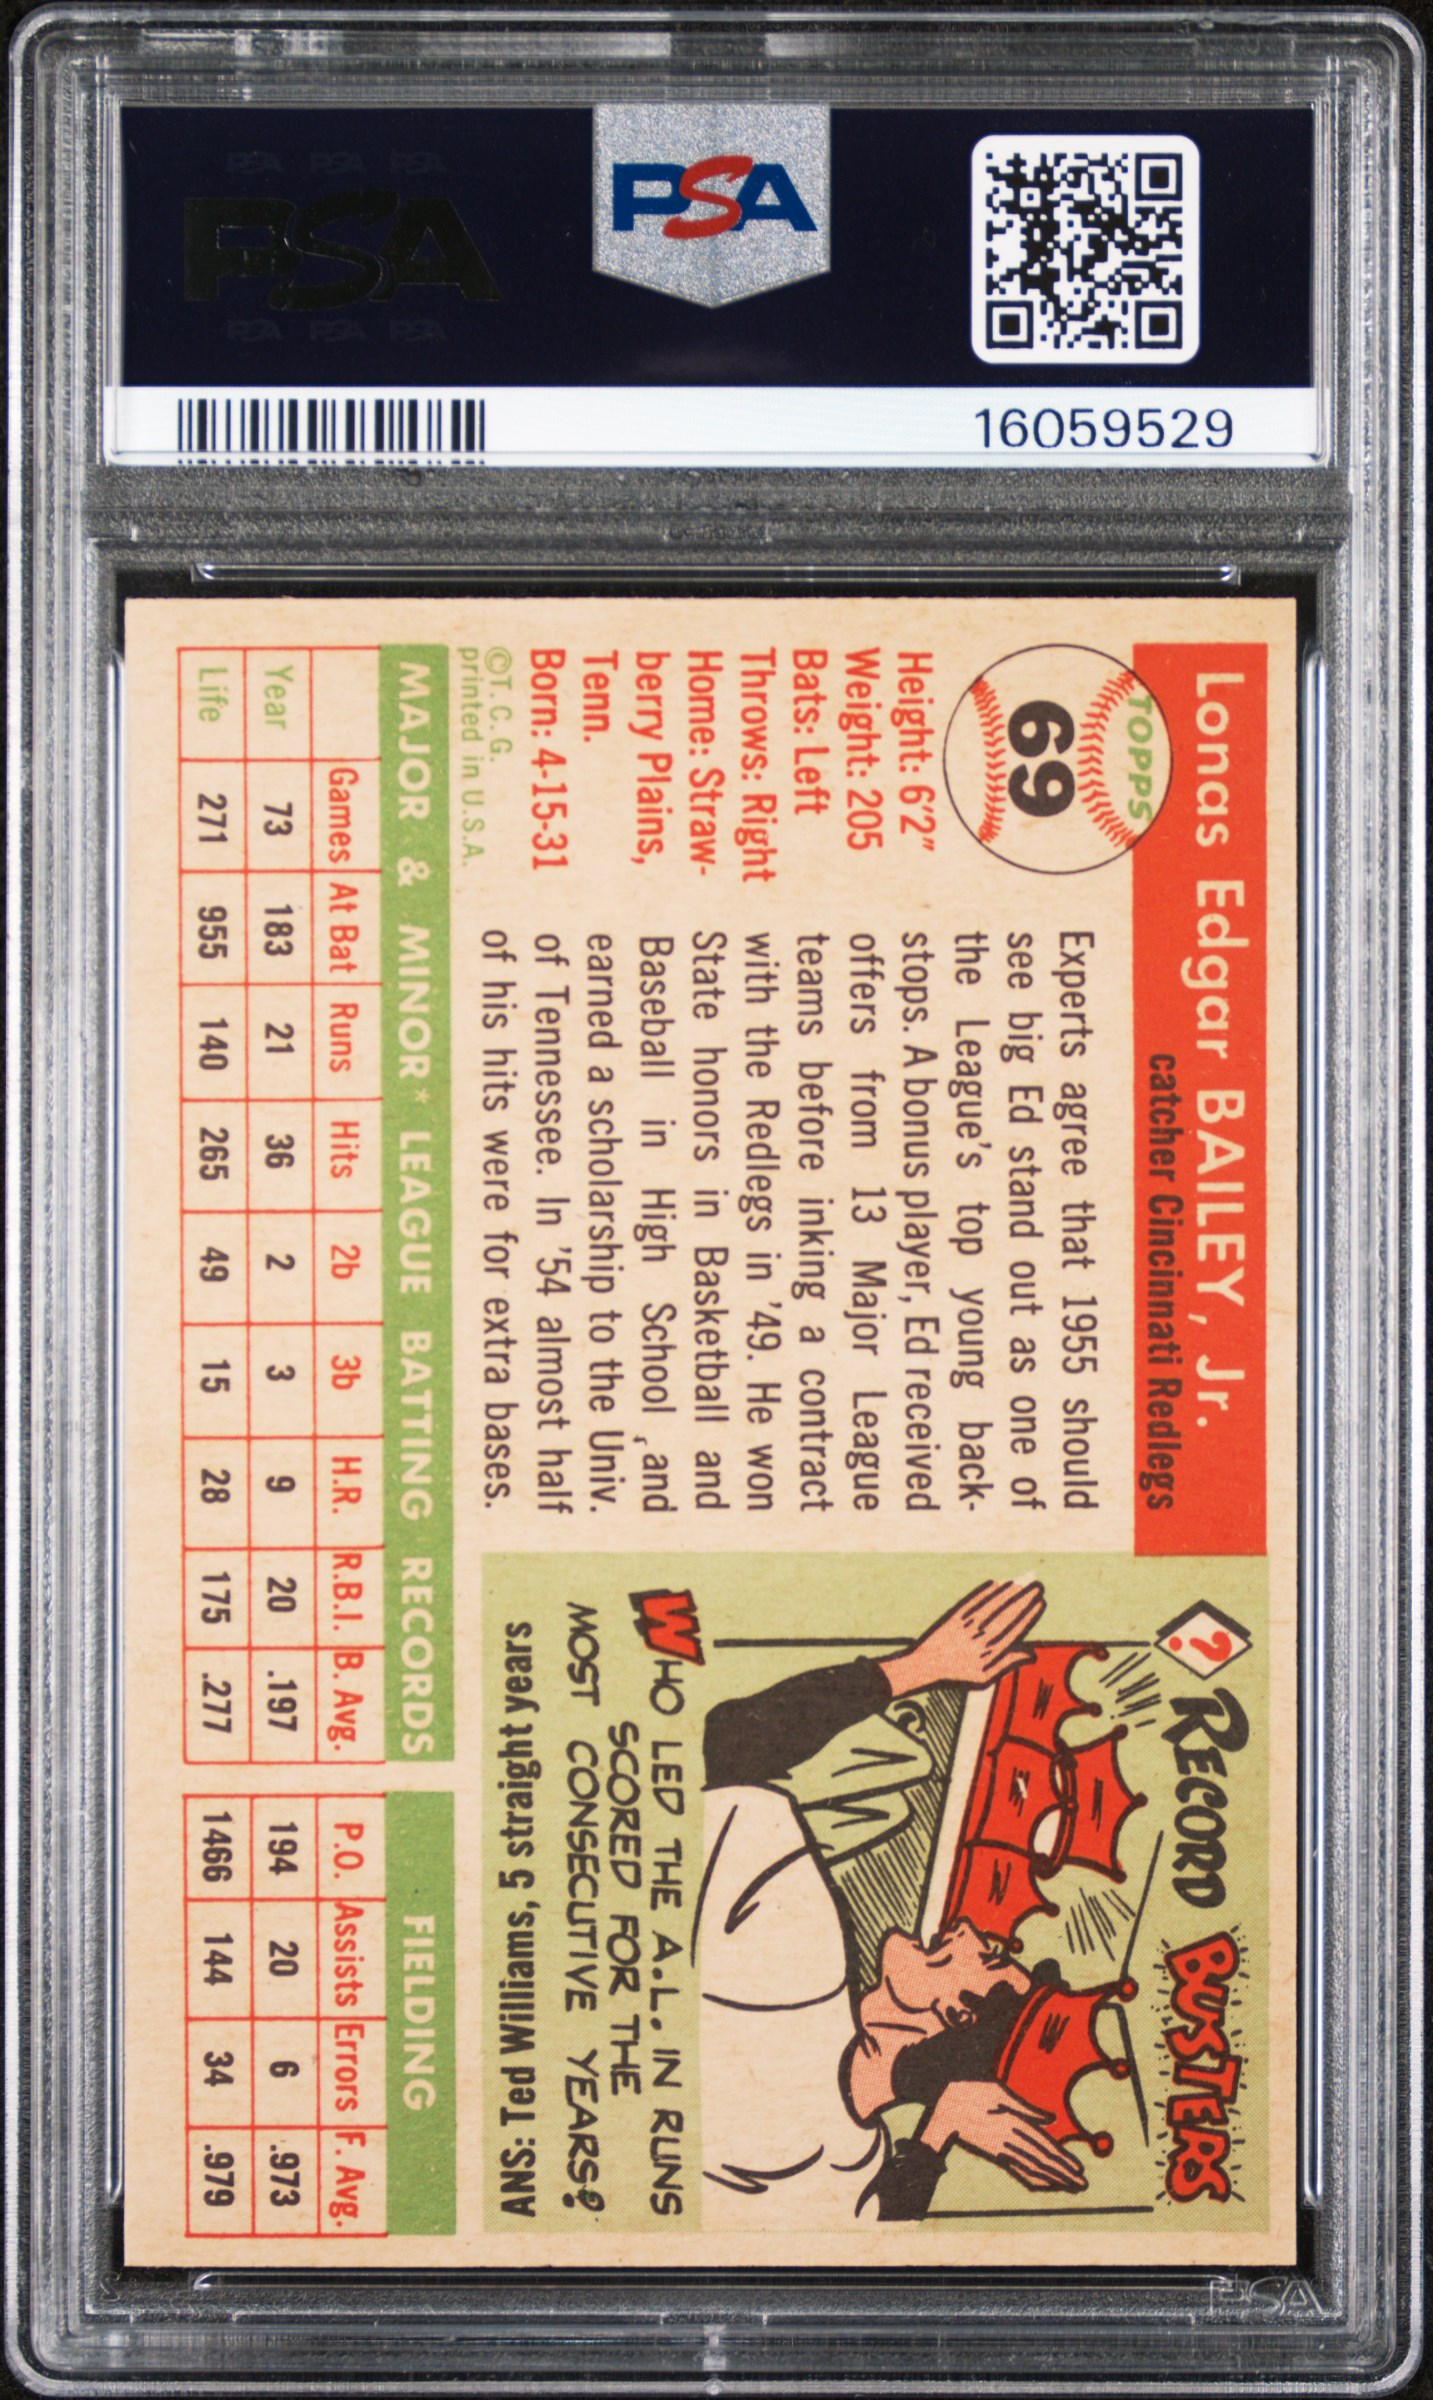 PSA PSA PSA
PSA
PSA PSA PSA
PSA
16059529
Lonas Edgar BAILEY, Jr.
catcher Cincinnati Redlegs
TOPPS
69
Height: 6'2"
Weight: 205
Bats: Left
Throws: Right
Home: Straw-
berry Plains,
Tenn.
Born: 4-15-31
©T. C. G.
printed in U.S.A.
Experts agree that 1955 should
see big Ed stand out as one of
the League's top young back-
stops. A bonus player, Ed received
offers from 13 Major League
teams before inking a contract
with the Redlegs in '49. He won
State honors in Basketball and
Baseball in High School and
earned a scholarship to the Univ.
of Tennessee. In '54 almost half
of his hits were for extra bases.
? RECORD BUSTERS
WHO LED THE A.L. IN RUNS
SCORED FOR THE
MOST CONSECUTIVE YEARS?
ANS: Ted Williams, 5 straight years
MAJOR & MINOR* LEAGUE BATTING RECORDS FIELDING
Games At Bat Runs Hits 2b 3b H.R. R.B.I. B. Avg. P.O. Assists Errors F. Avg.
Year 73 183 21 36 2 3 9 20 .197 194 20 6 .973
Life 271 955 140 265 49 15 28 175 .277 1466 144 34 .979
PSA